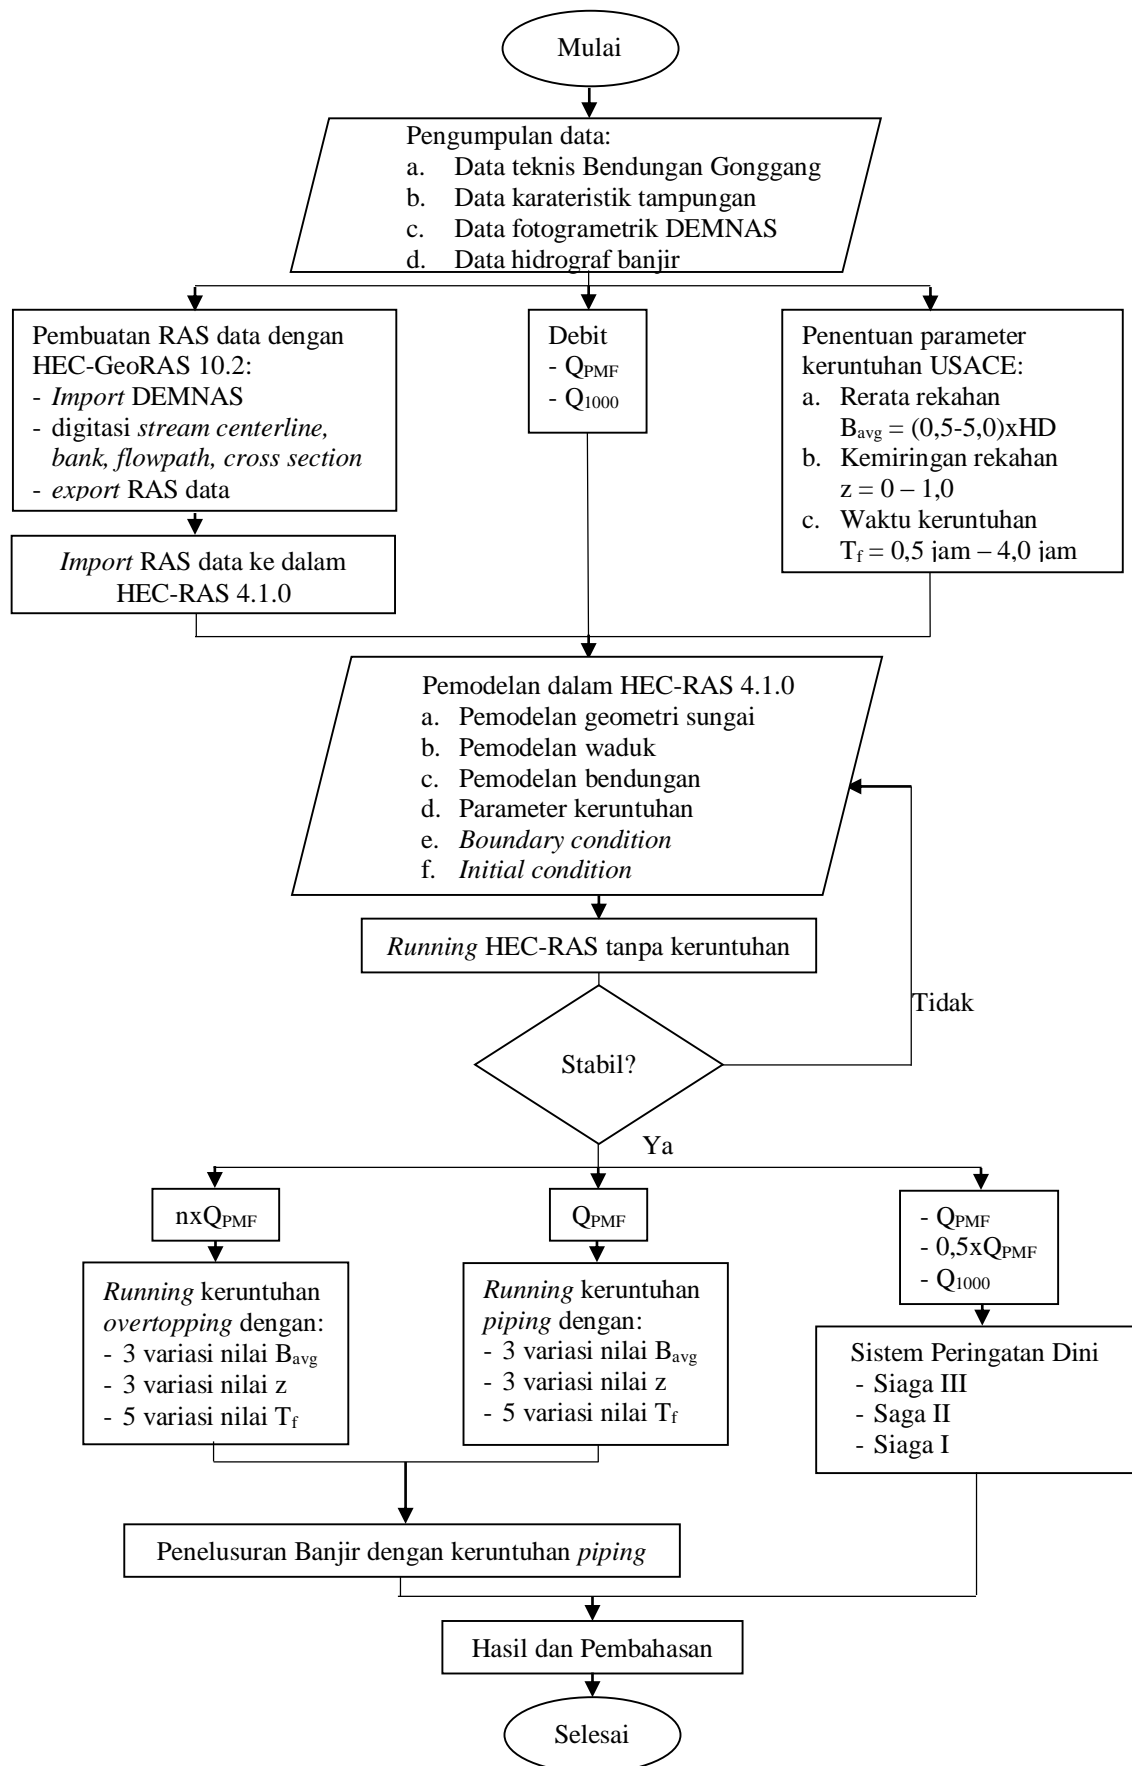 Mulai
Pengumpulan data:
a. Data teknis Bendungan Gonggang
b. Data karateristik tampungan
c. Data fotogrametrik DEMNAS
d. Data hidrograf banjir
Pembuatan RAS data dengan
HEC-GeoRAS 10.2:
- Import DEMNAS
- digitasi stream centerline,
bank, flowpath, cross section
- export RAS data
Import RAS data ke dalam
HEC-RAS 4.1.0
Debit
- QPMF
- Q1000
Penentuan parameter
keruntuhan USACE:
a. Rerata rekahan
Bavg = (0,5-5,0)xHD
b. Kemiringan rekahan
z = 0 – 1,0
c. Waktu keruntuhan
Tf = 0,5 jam – 4,0 jam
Pemodelan dalam HEC-RAS 4.1.0
a. Pemodelan geometri sungai
b. Pemodelan waduk
c. Pemodelan bendungan
d. Parameter keruntuhan
e. Boundary condition
f. Initial condition
Running HEC-RAS tanpa keruntuhan
Tidak
Stabil?
Ya
nxQPMF
Running keruntuhan
overtopping dengan:
- 3 variasi nilai Bavg
- 3 variasi nilai z
- 5 variasi nilai Tf
QPMF
Running keruntuhan
piping dengan:
- 3 variasi nilai Bavg
- 3 variasi nilai z
- 5 variasi nilai Tf
- QPMF
- 0,5xQPMF
- Q1000
Sistem Peringatan Dini
- Siaga III
- Saga II
- Siaga I
Penelusuran Banjir dengan keruntuhan piping
Hasil dan Pembahasan
Selesai